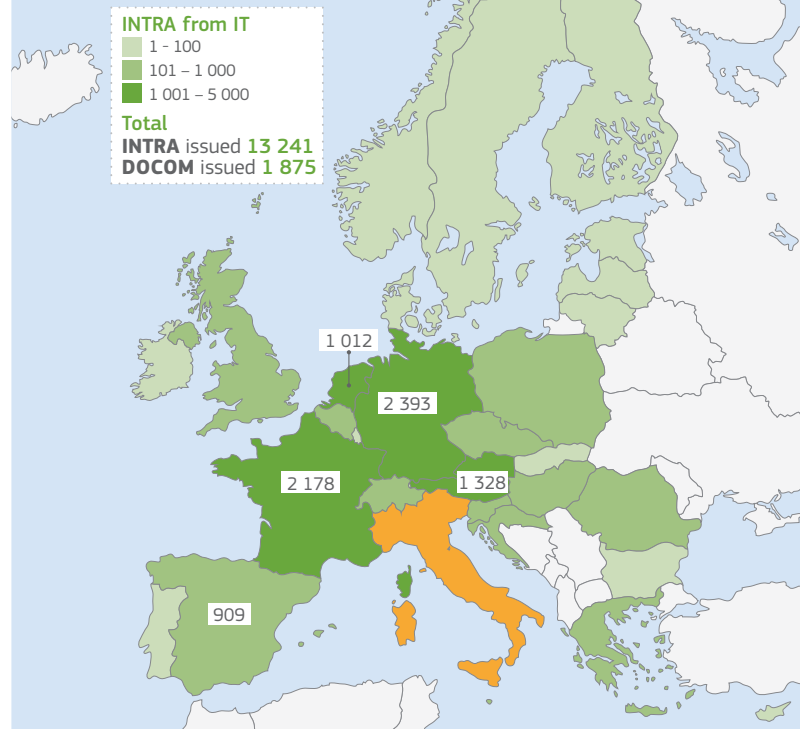 INTRA from IT
1 - 100
101 – 1 000
1 001 – 5 000
Total
INTRA issued 13 241
DOCOM issued 1 875
1 012
2 393
2 178
1 328
909